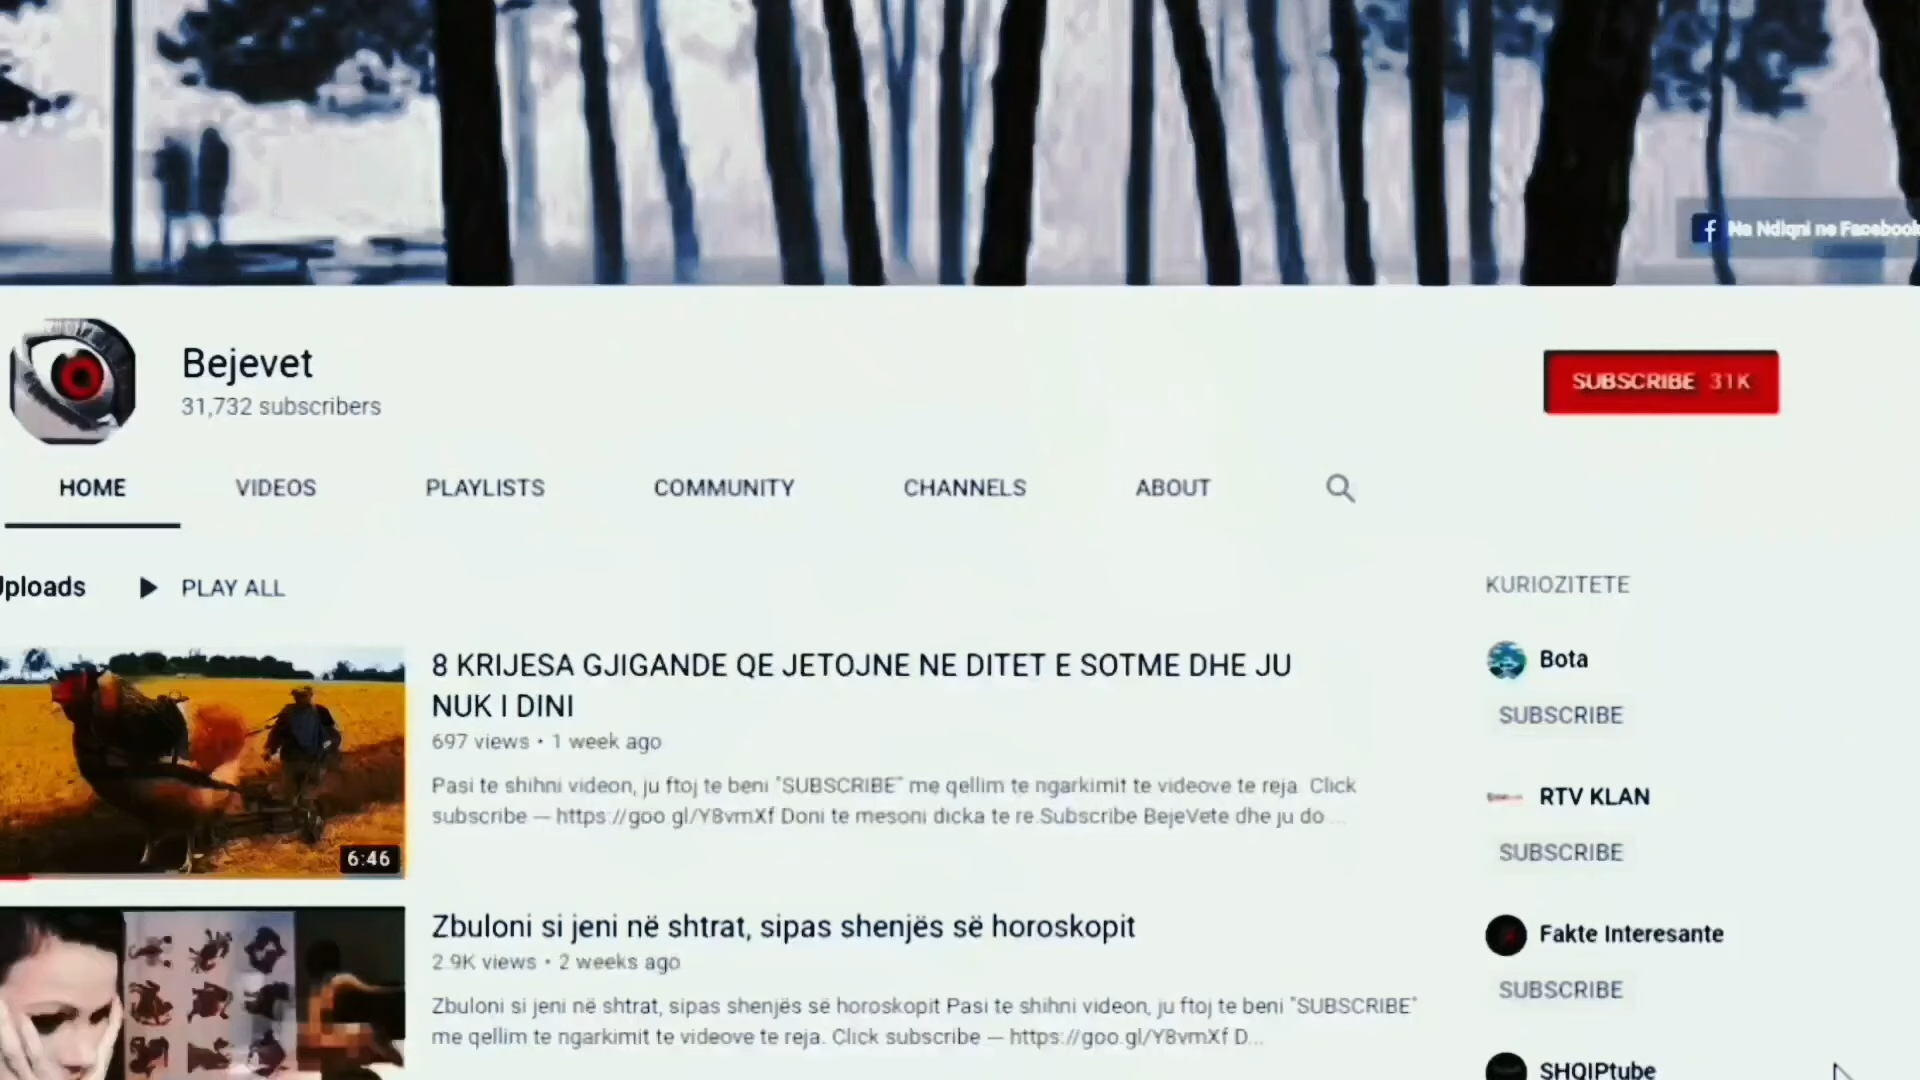 Na Ndiqni ne Facebook
Bejevet
31,732 subscribers
SUBSCRIBE 31K
HOME VIDEOS PLAYLISTS COMMUNITY CHANNELS ABOUT
Uploads PLAY ALL
KURIOZITETE
8 KRIJESA GJIGANDE QE JETOJNE NE DITET E SOTME DHE JU
NUK I DINI
697 views • 1 week ago
Pasi te shihni videon, ju ftoj te beni "SUBSCRIBE" me qellim te ngarkimit te videove te reja. Click
subscribe — https://goo.gl/Y8vmXf Doni te mesoni dicka te re.Subscribe BejeVete dhe ju do ...
6:46
Bota
SUBSCRIBE
RTV KLAN
SUBSCRIBE
Zbuloni si jeni në shtrat, sipas shenjës së horoskopit
2.9K views • 2 weeks ago
Zbuloni si jeni në shtrat, sipas shenjës së horoskopit Pasi te shihni videon, ju ftoj te beni "SUBSCRIBE"
me qellim te ngarkimit te videove te reja. Click subscribe — https://goo.gl/Y8vmXf D...
Fakte Interesante
SUBSCRIBE
SHQIPtube